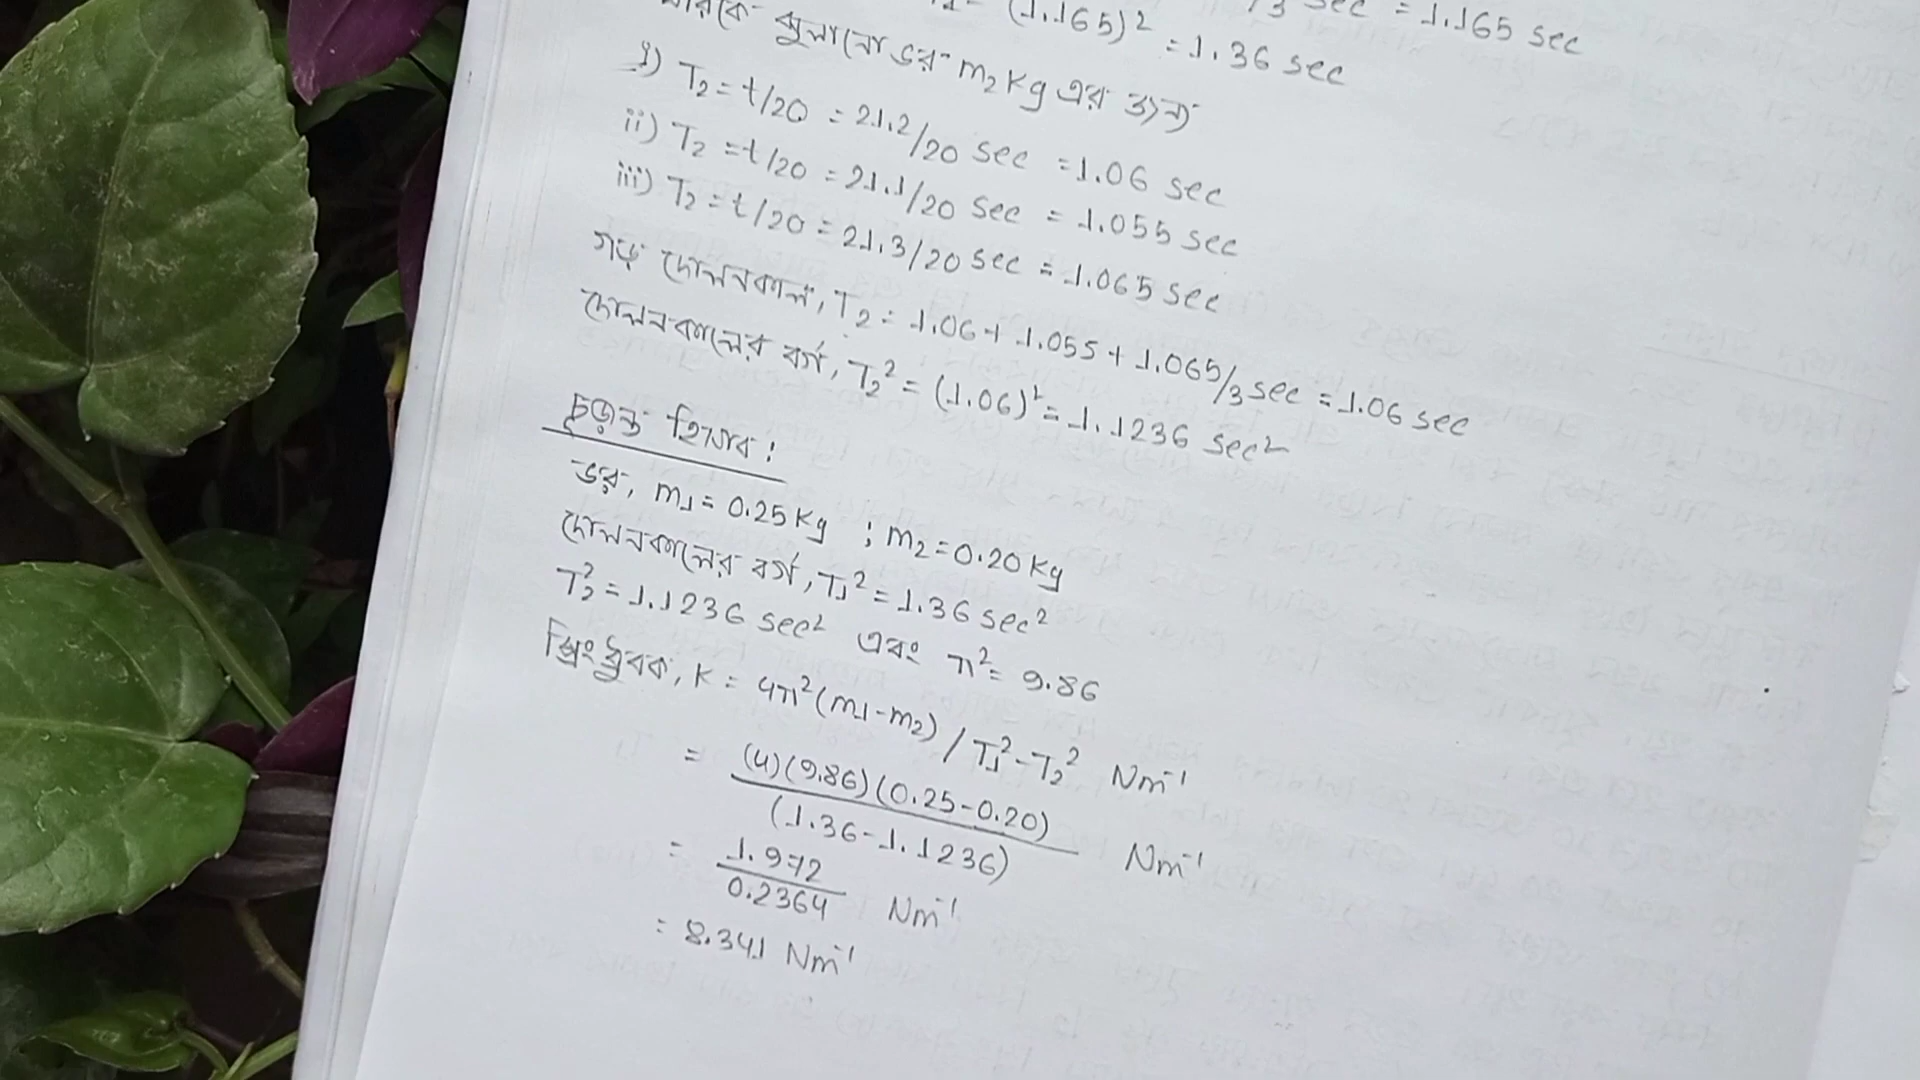 /3 sec = 1.165 sec
(1.165)² = 1.36 sec
ঝুলানো ভর m₂ kg এর জন্য
i) T₂ = t/20 = 21.2/20 sec = 1.06 sec
ii) T₂ = t/20 = 21.1/20 sec = 1.055 sec
iii) T₂ = t/20 = 21.3/20 sec = 1.065 sec
গড় দোলনকাল, T₂ = 1.06 + 1.055 + 1.065/3 sec = 1.06 sec
দোলনকালের বর্গ, T₂² = (1.06)² = 1.1236 sec²
চূড়ান্ত হিসাব :
ভর, m₁ = 0.25 kg ; m₂ = 0.20 kg
দোলনকালের বর্গ, T₁² = 1.36 sec²
T₂² = 1.1236 sec² এবং π² = 9.86
স্প্রিং ধ্রুবক, K = 4π² (m₁ - m₂) / T₁² - T₂² Nm⁻¹
= (4)(9.86)(0.25-0.20)
(1.36-1.1236) Nm⁻¹
= 1.972
0.2364 Nm⁻¹
= 8.341 Nm⁻¹